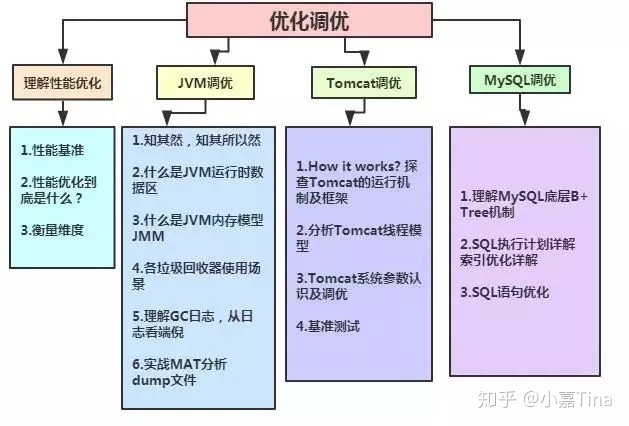 优化调优
理解性能优化
JVM调优
Tomcat调优
MySQL调优
1.性能基准
2.性能优化到
底是什么？
3.衡量维度
1.知其然，知其所以然
2.什么是JVM运行时数
据区
3.什么是JVM内存模型
JMM
4.各垃圾回收器使用场
景
5.理解GC日志，从日
志看端倪
6.实战MAT分析
dump文件
1.How it works? 探
查Tomcat的运行机
制及框架
2.分析Tomcat线程模
型
3.Tomcat系统参数认
识及调优
4.基准测试
1.理解MySQL底层B+
Tree机制
2.SQL执行计划详解
索引优化详解
3.SQL语句优化
知乎 @小嘉Tina